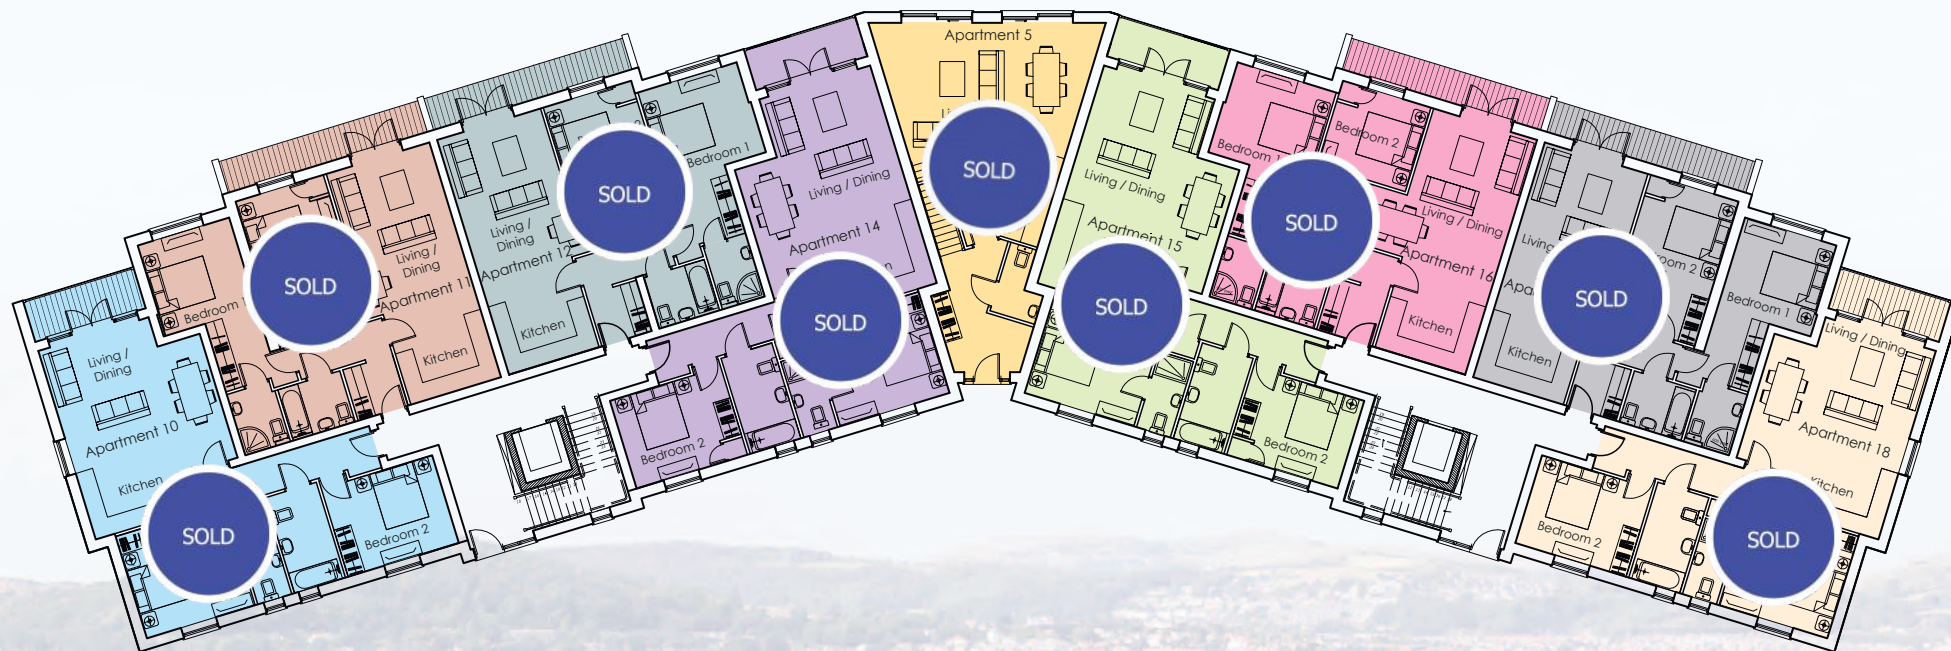 Living /
Dining
Apartment 10
Kitchen
SOLD
Bedroom 2
Bedroom
SOLD
Living /
Dining
Apartment 11
Kitchen
Living /
Dining
Apartment 12
Kitchen
SOLD
Bedroom 1
Living / Dining
Apartment 14
SOLD
Bedroom 2
Apartment 5
SOLD
Living / Dining
Apartment 15
SOLD
Bedroom 2
Bedroom 1
Bedroom 2
SOLD
Living / Dining
Apartment 16
Kitchen
SOLD
Kitchen
Bedroom 1
Living / Dining
Apartment 18
Kitchen
SOLD
Bedroom 2